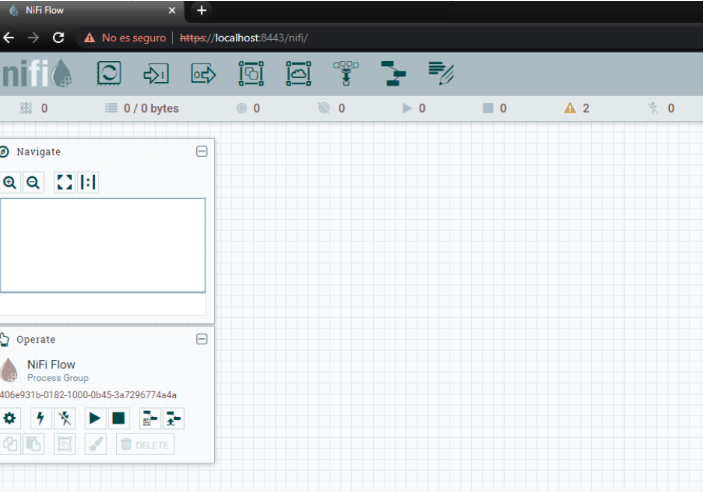 NiFi Flow
No es seguro | https://localhost:8443/nifi/
nifi
0
0 / 0 bytes
0
0
0
0
2
0
Navigate
Operate
NiFi Flow
Process Group
406e931b-0182-1000-0b45-3a7296774a4a
DELETE